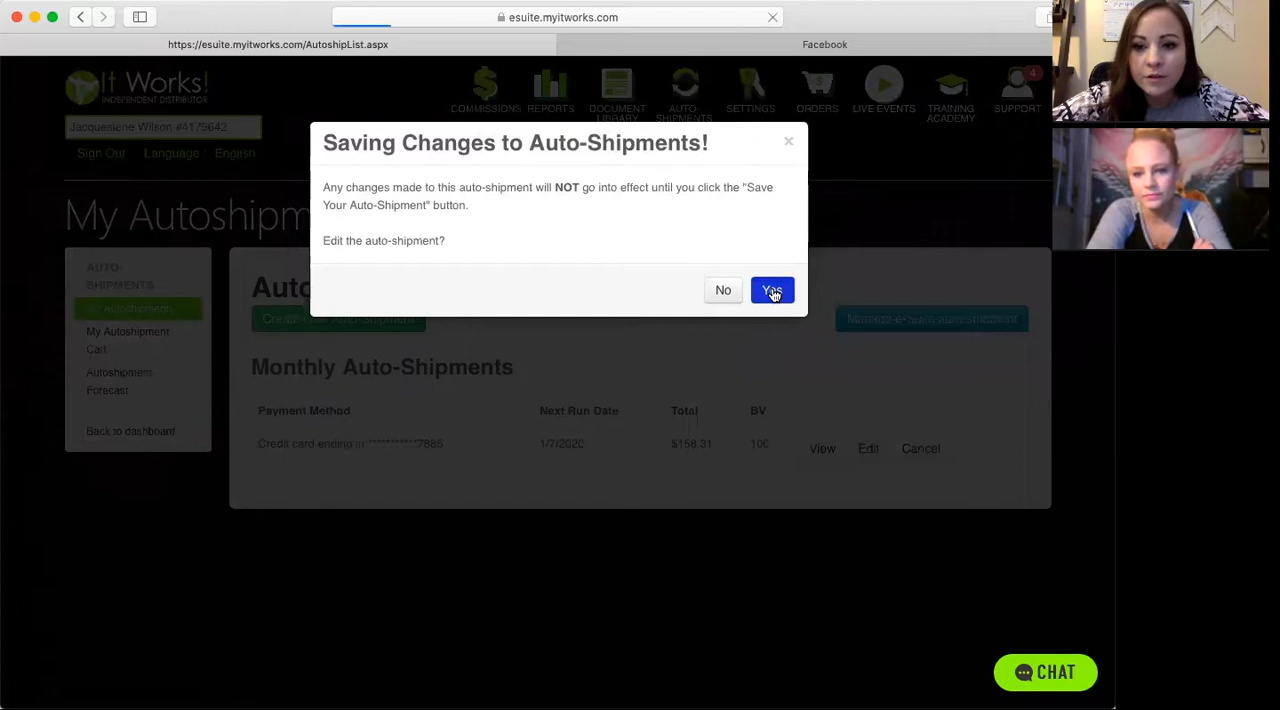 esuite.myitworks.com
https://esuite.myitworks.com/AutoshipList.aspx
Facebook
It Works!
INDEPENDENT DISTRIBUTOR
Jacquesiene Wilson #4179642
Sign Out Language : English
COMMISSIONS
REPORTS
DOCUMENT
LIBRARY
AUTO-
SHIPMENTS
SETTINGS
ORDERS
LIVE EVENTS
TRAINING
ACADEMY
4
SUPPORT
Saving Changes to Auto-Shipments!
×
Any changes made to this auto-shipment will NOT go into effect until you click the "Save
Your Auto-Shipment" button.
Edit the auto-shipment?
No
Yes
My Autoshipm
AUTO-
SHIPMENTS
My Autoshipment
Cart
Autoshipment
Forecast
Back to dashboard
Auto
Monthly Auto-Shipments
Payment Method Next Run Date Total BV
Credit card ending in ************7885 1/7/2020 $158.31 100 View Edit Cancel
CHAT